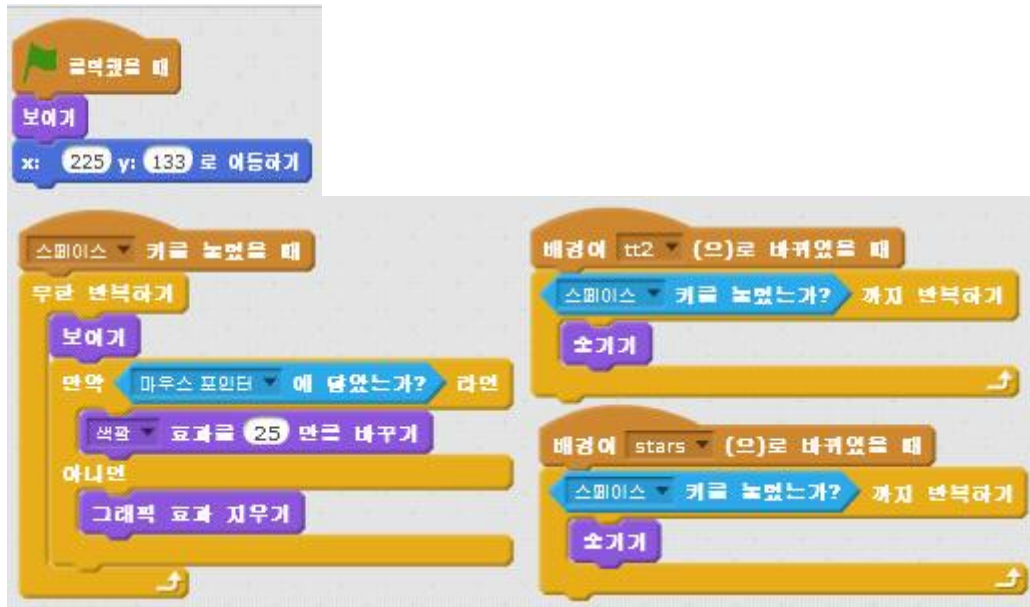 클릭했을 때
보이기
x: 225 y: 133 로 이동하기
스페이스 키를 눌렀을 때
무한 반복하기
보이기
만약 마우스 포인터 에 닿았는가? 라면
색깔 효과를 25 만큼 바꾸기
아니면
그래픽 효과 지우기
배경이 tt2 (으)로 바뀌었을 때
스페이스 키를 눌렀는가? 까지 반복하기
숨기기
배경이 stars (으)로 바뀌었을 때
스페이스 키를 눌렀는가? 까지 반복하기
숨기기